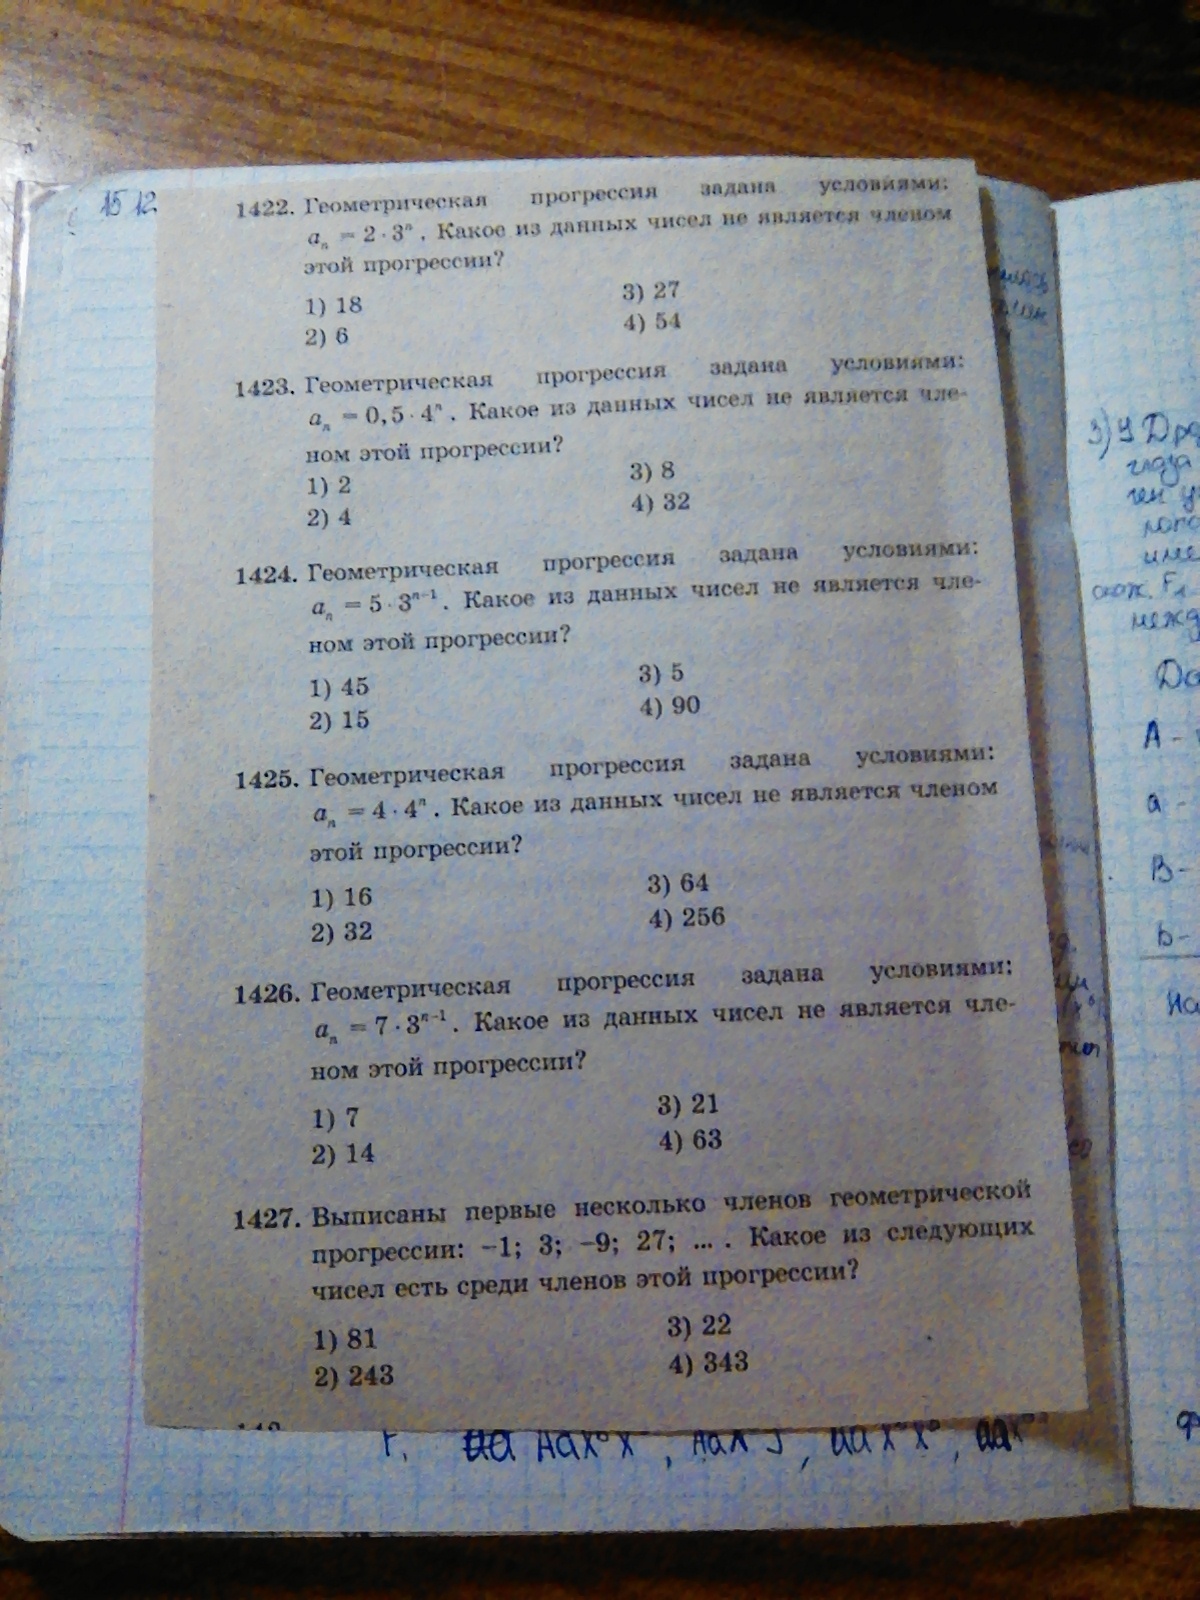 15 12
1422. Геометрическая прогрессия задана условиями:
aₙ = 2 · 3ⁿ. Какое из данных чисел не является членом
этой прогрессии?
1) 18 3) 27
2) 6 4) 54
1423. Геометрическая прогрессия задана условиями:
aₙ = 0,5 · 4ⁿ. Какое из данных чисел не является чле-
ном этой прогрессии?
1) 2 3) 8
2) 4 4) 32
1424. Геометрическая прогрессия задана условиями:
aₙ = 5 · 3ⁿ⁻¹. Какое из данных чисел не является чле-
ном этой прогрессии?
1) 45 3) 5
2) 15 4) 90
1425. Геометрическая прогрессия задана условиями:
aₙ = 4 · 4ⁿ. Какое из данных чисел не является членом
этой прогрессии?
1) 16 3) 64
2) 32 4) 256
1426. Геометрическая прогрессия задана условиями:
aₙ = 7 · 3ⁿ⁻¹. Какое из данных чисел не является чле-
ном этой прогрессии?
1) 7 3) 21
2) 14 4) 63
1427. Выписаны первые несколько членов геометрической
прогрессии: −1; 3; −9; 27; ... . Какое из следующих
чисел есть среди членов этой прогрессии?
1) 81 3) 22
2) 243 4) 343
3) У
глаза
A -
a -
B -
b -